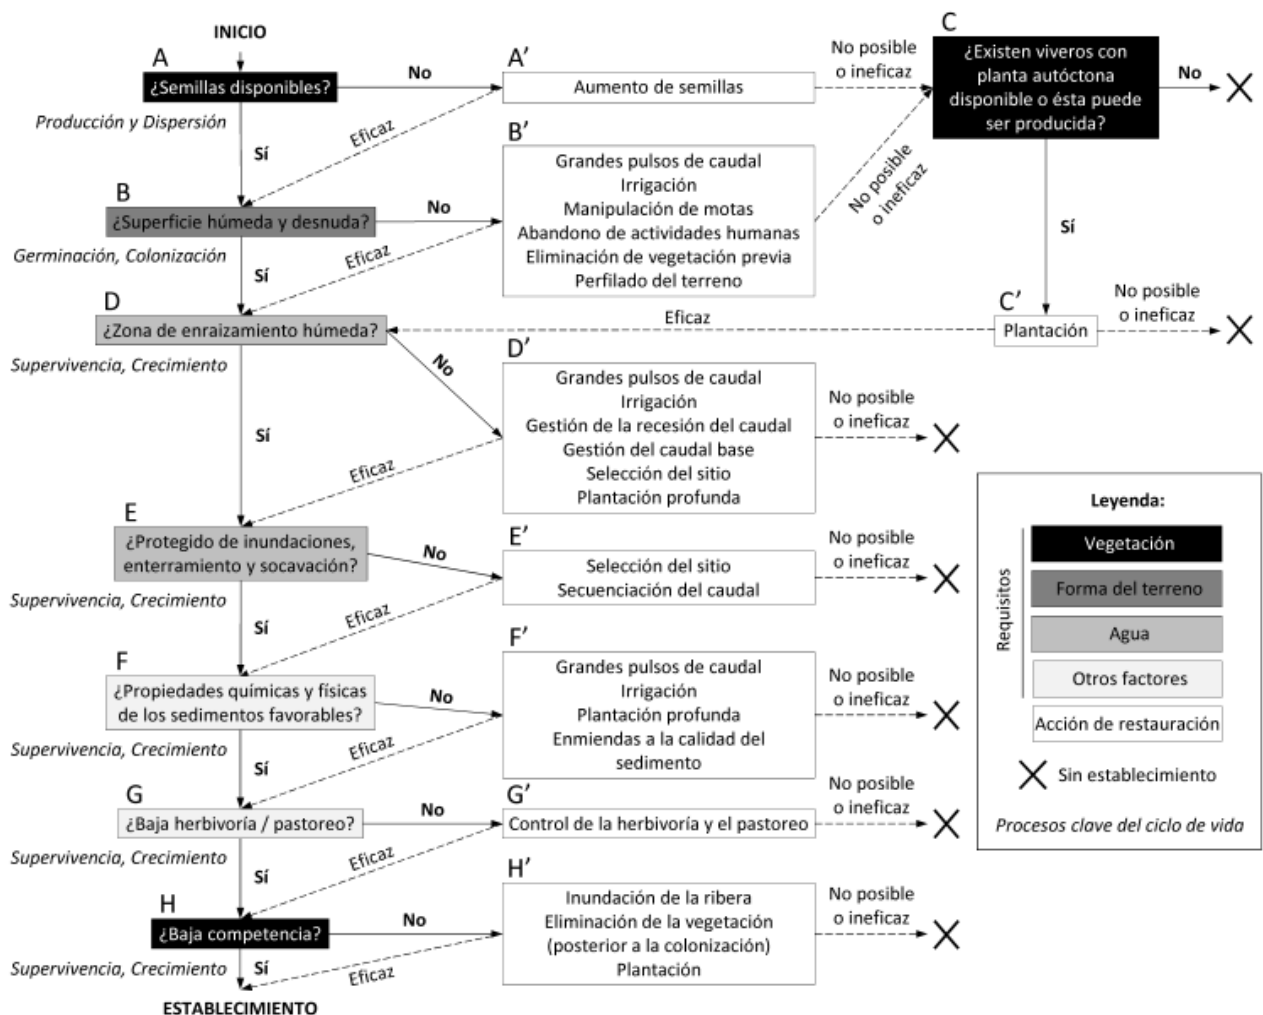 INICIO
A
¿Semillas disponibles?
No
A’
Aumento de semillas
No posible
o ineficaz
C
¿Existen viveros con
planta autóctona
disponible o ésta puede
ser producida?
No
Producción y Dispersión
Sí
Eficaz
B’
Grandes pulsos de caudal
Irrigación
Manipulación de motas
Abandono de actividades humanas
Eliminación de vegetación previa
Perfilado del terreno
No posible
o ineficaz
Sí
B
¿Superficie húmeda y desnuda?
No
Germinación, Colonización
Sí
Eficaz
D
¿Zona de enraizamiento húmeda?
Eficaz
C’
Plantación
No posible
o ineficaz
Supervivencia, Crecimiento
No
Sí
D’
Grandes pulsos de caudal
Irrigación
Gestión de la recesión del caudal
Gestión del caudal base
Selección del sitio
Plantación profunda
No posible
o ineficaz
Eficaz
E
¿Protegido de inundaciones,
enterramiento y socavación?
No
E’
Selección del sitio
Secuenciación del caudal
No posible
o ineficaz
Supervivencia, Crecimiento
Sí
Eficaz
F
¿Propiedades químicas y físicas
de los sedimentos favorables?
No
F’
Grandes pulsos de caudal
Irrigación
Plantación profunda
Enmiendas a la calidad del
sedimento
No posible
o ineficaz
Supervivencia, Crecimiento
Sí
Eficaz
G
¿Baja herbivoría / pastoreo?
No
G’
Control de la herbivoría y el pastoreo
No posible
o ineficaz
Supervivencia, Crecimiento
Sí
Eficaz
H
¿Baja competencia?
No
H’
Inundación de la ribera
Eliminación de la vegetación
(posterior a la colonización)
Plantación
No posible
o ineficaz
Supervivencia, Crecimiento
Sí
Eficaz
ESTABLECIMIENTO
Leyenda:
Requisitos
Vegetación
Forma del terreno
Agua
Otros factores
Acción de restauración
Sin establecimiento
Procesos clave del ciclo de vida